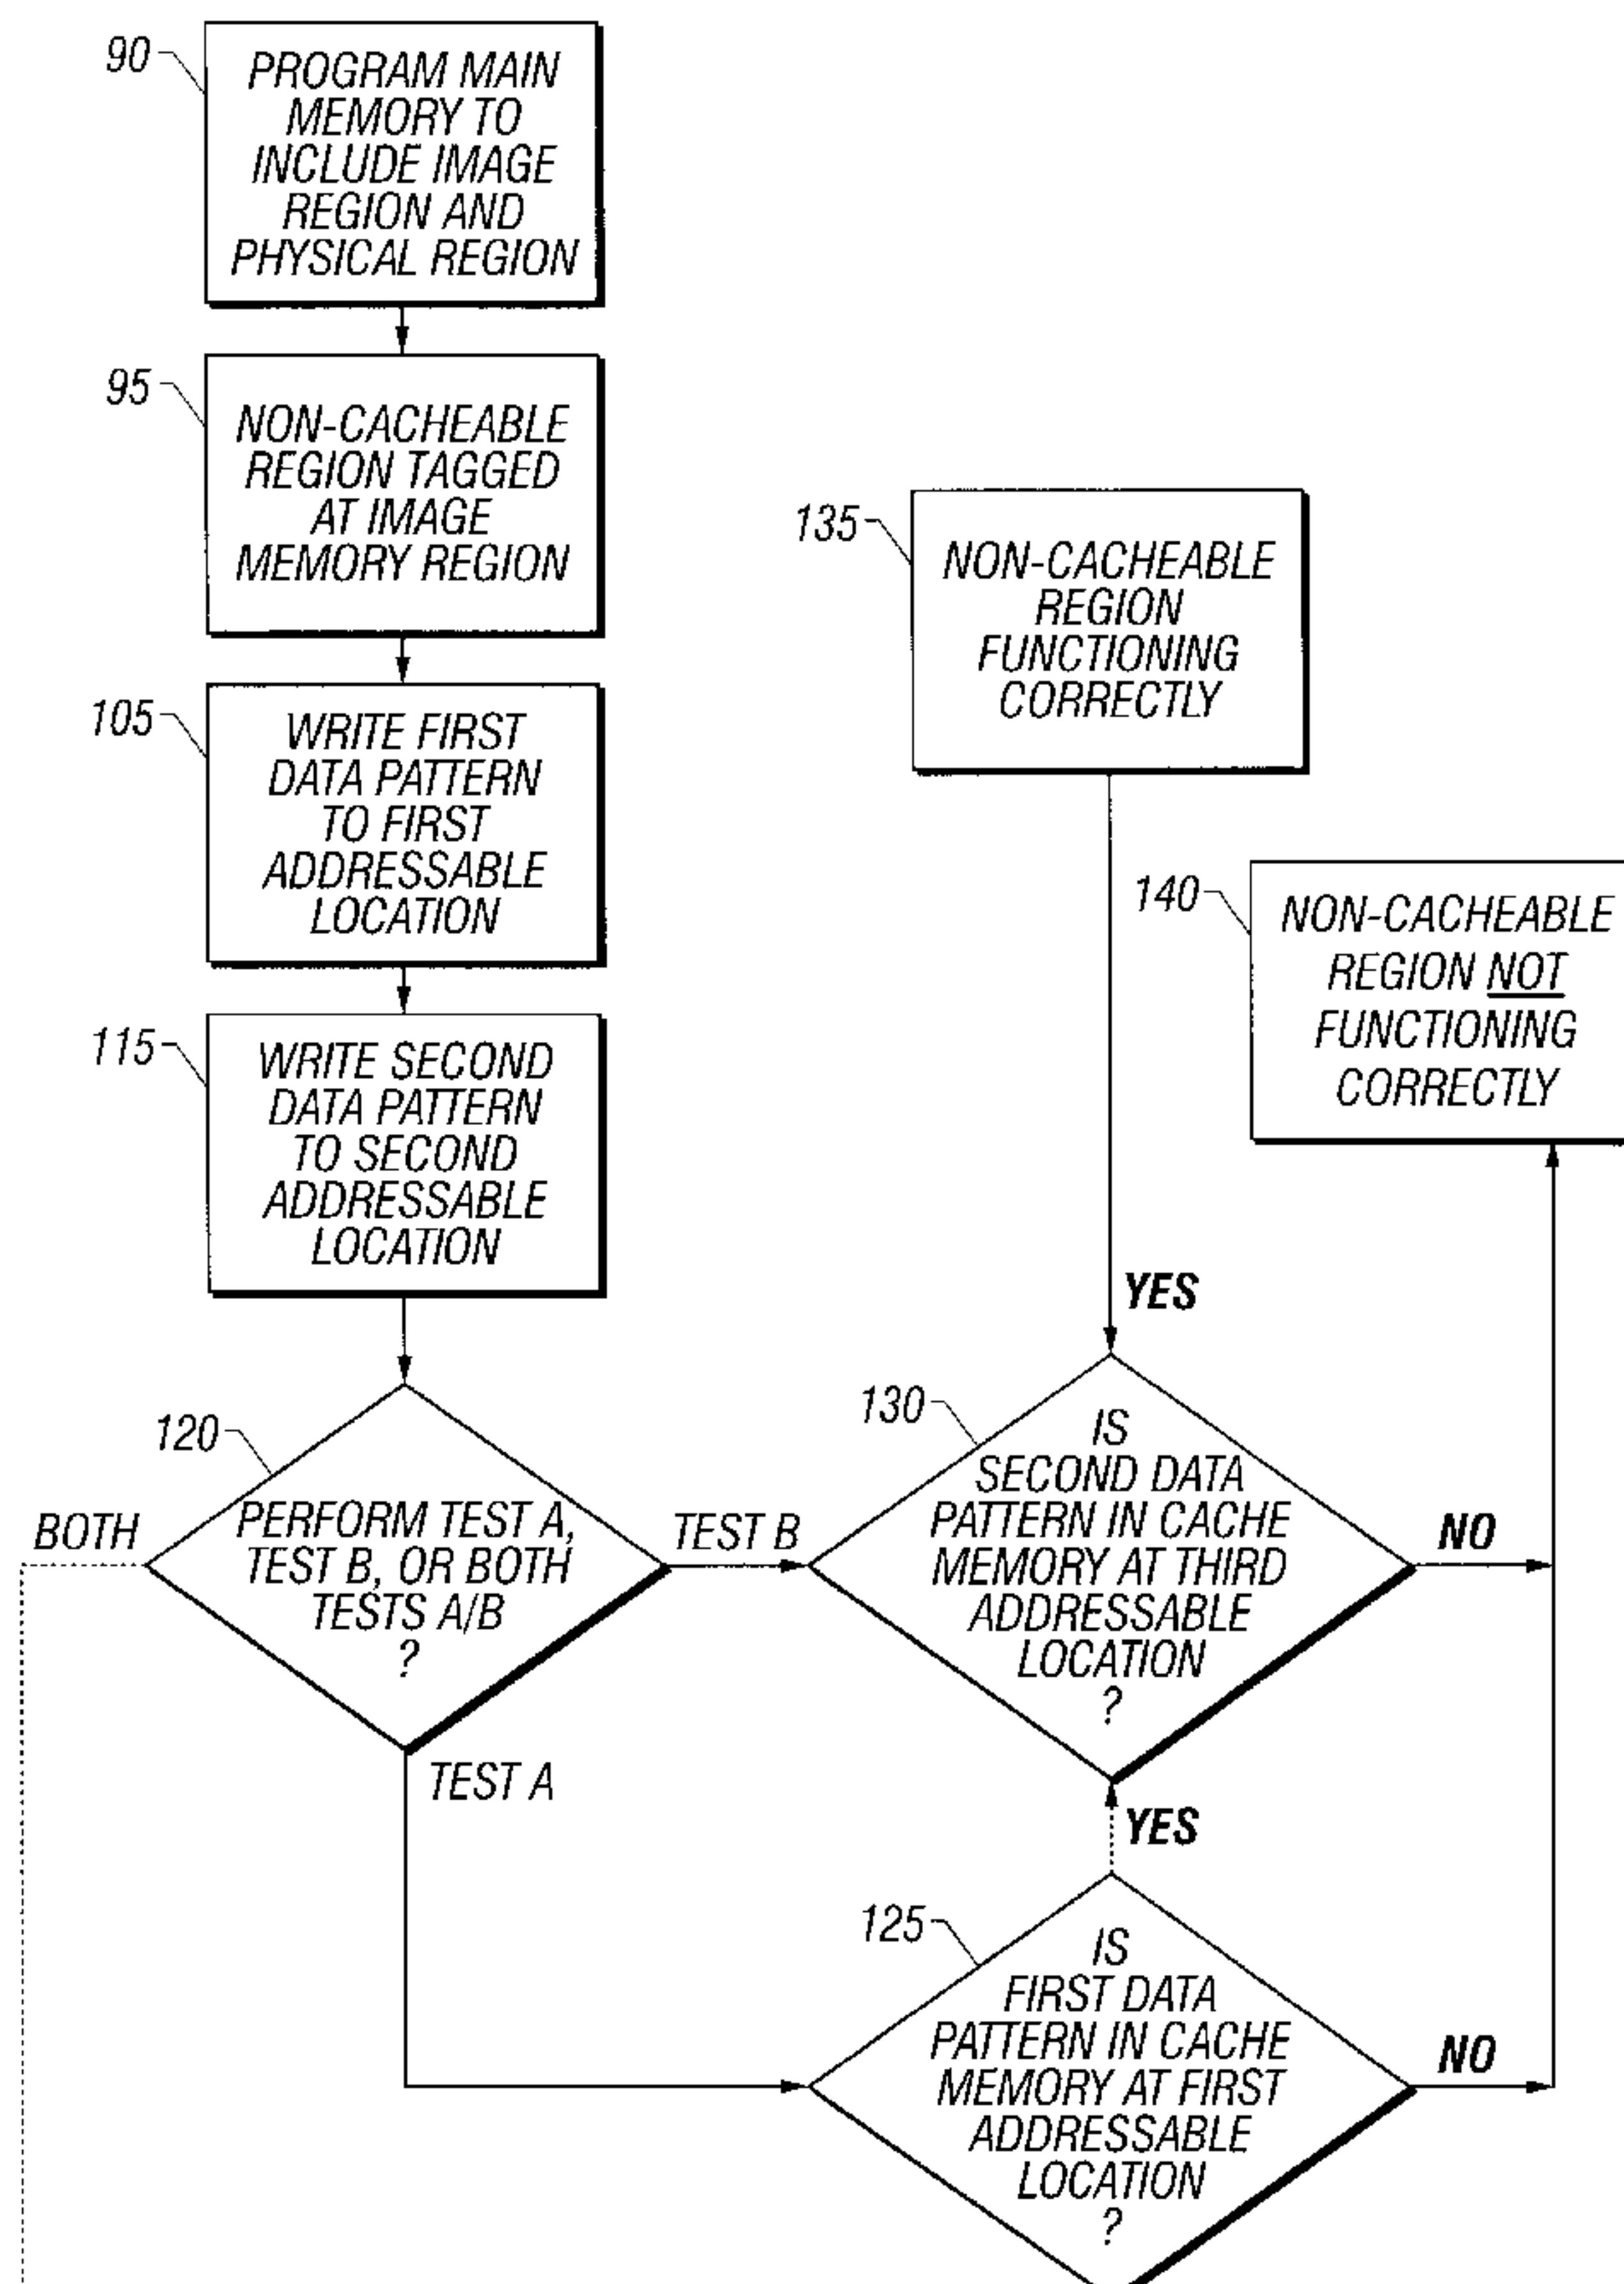 90
PROGRAM MAIN
MEMORY TO
INCLUDE IMAGE
REGION AND
PHYSICAL REGION
95
NON-CACHEABLE
REGION TAGGED
AT IMAGE
MEMORY REGION
105
WRITE FIRST
DATA PATTERN
TO FIRST
ADDRESSABLE
LOCATION
115
WRITE SECOND
DATA PATTERN
TO SECOND
ADDRESSABLE
LOCATION
120
PERFORM TEST A,
TEST B, OR BOTH
TESTS A/B
?
BOTH
TEST B
TEST A
135
NON-CACHEABLE
REGION
FUNCTIONING
CORRECTLY
140
NON-CACHEABLE
REGION NOT
FUNCTIONING
CORRECTLY
YES
130
IS
SECOND DATA
PATTERN IN CACHE
MEMORY AT THIRD
ADDRESSABLE
LOCATION
?
NO
YES
125
IS
FIRST DATA
PATTERN IN CACHE
MEMORY AT FIRST
ADDRESSABLE
LOCATION
?
NO